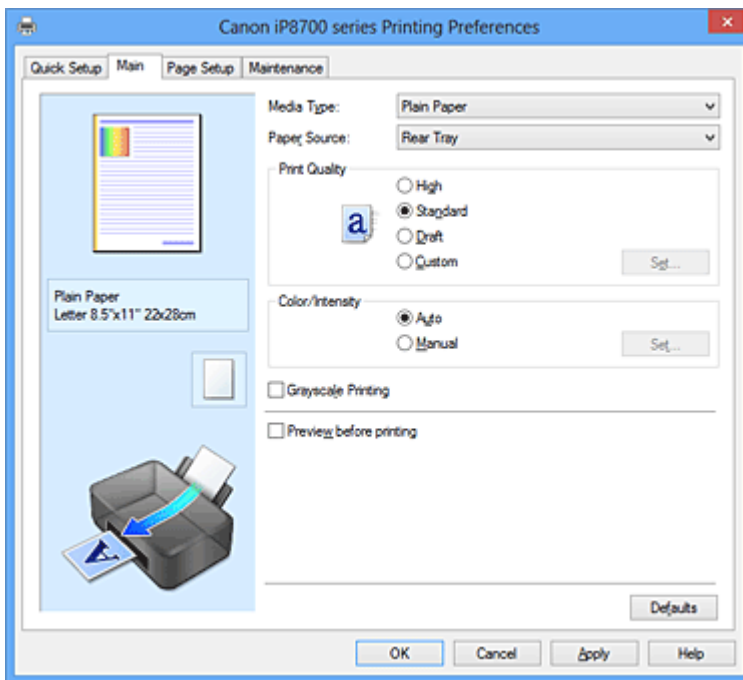 Canon iP8700 series Printing Preferences
Quick Setup Main Page Setup Maintenance
Media Type: Plain Paper
Paper Source: Rear Tray
Print Quality
High
a Standard
Draft
Custom Set...
Plain Paper
Letter 8.5"x11" 22x28cm
Color/Intensity
Auto
Manual Set...
Grayscale Printing
Preview before printing
A
Defaults
OK Cancel Apply Help